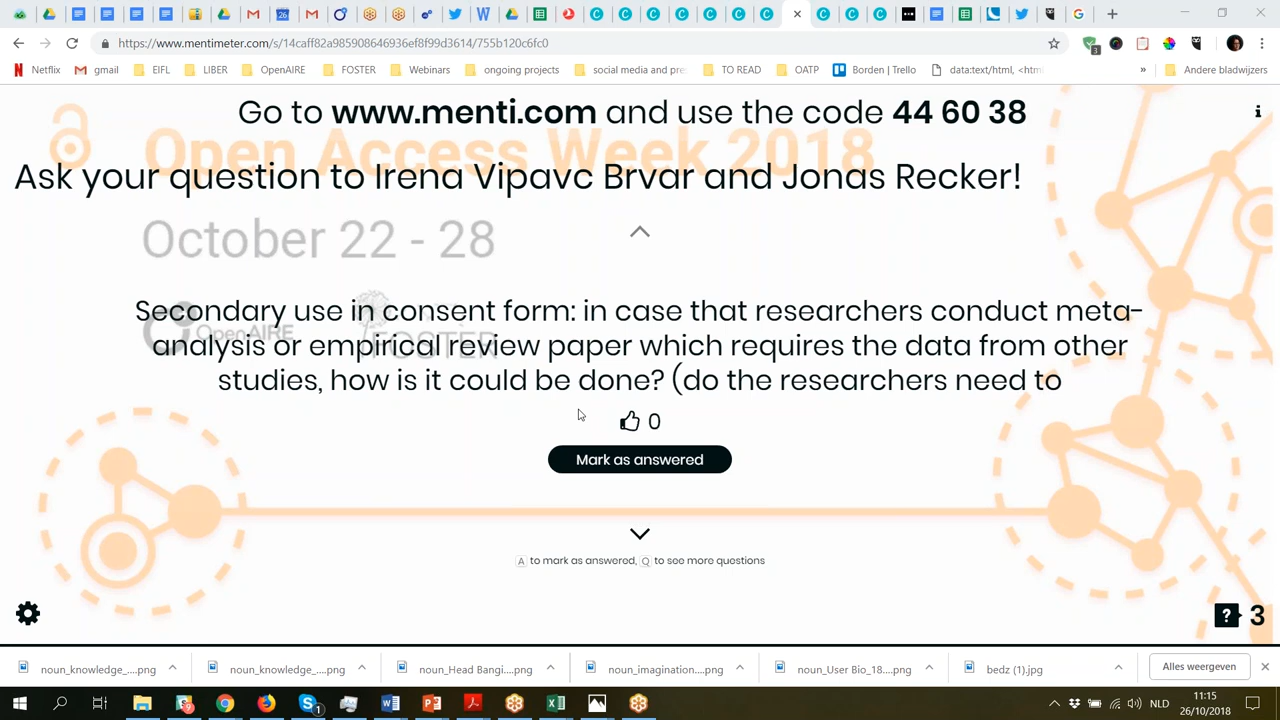 https://www.mentimeter.com/s/14caff82a985908646936ef8f99d3614/755b120c6fc0
Netflix
gmail
EIFL
LIBER
OpenAIRE
FOSTER
Webinars
ongoing projects
social media and pre
TO READ
OATP
Borden | Trello
data:text/html, <htm
»
Andere bladwijzers
Go to www.menti.com and use the code 44 60 38
Open Access Week 2018
Ask your question to Irena Vipavc Brvar and Jonas Recker!
October 22 - 28
Secondary use in consent form: in case that researchers conduct meta-
analysis or empirical review paper which requires the data from other
studies, how is it could be done? (do the researchers need to
OpenAIRE
FOSTER
0
Mark as answered
A to mark as answered, Q to see more questions
? 3
noun_knowledge_....png
noun_knowledge_....png
noun_Head Bangi....png
noun_imagination....png
noun_User Bio_18....png
bedz (1).jpg
Alles weergeven
NLD
11:15
26/10/2018